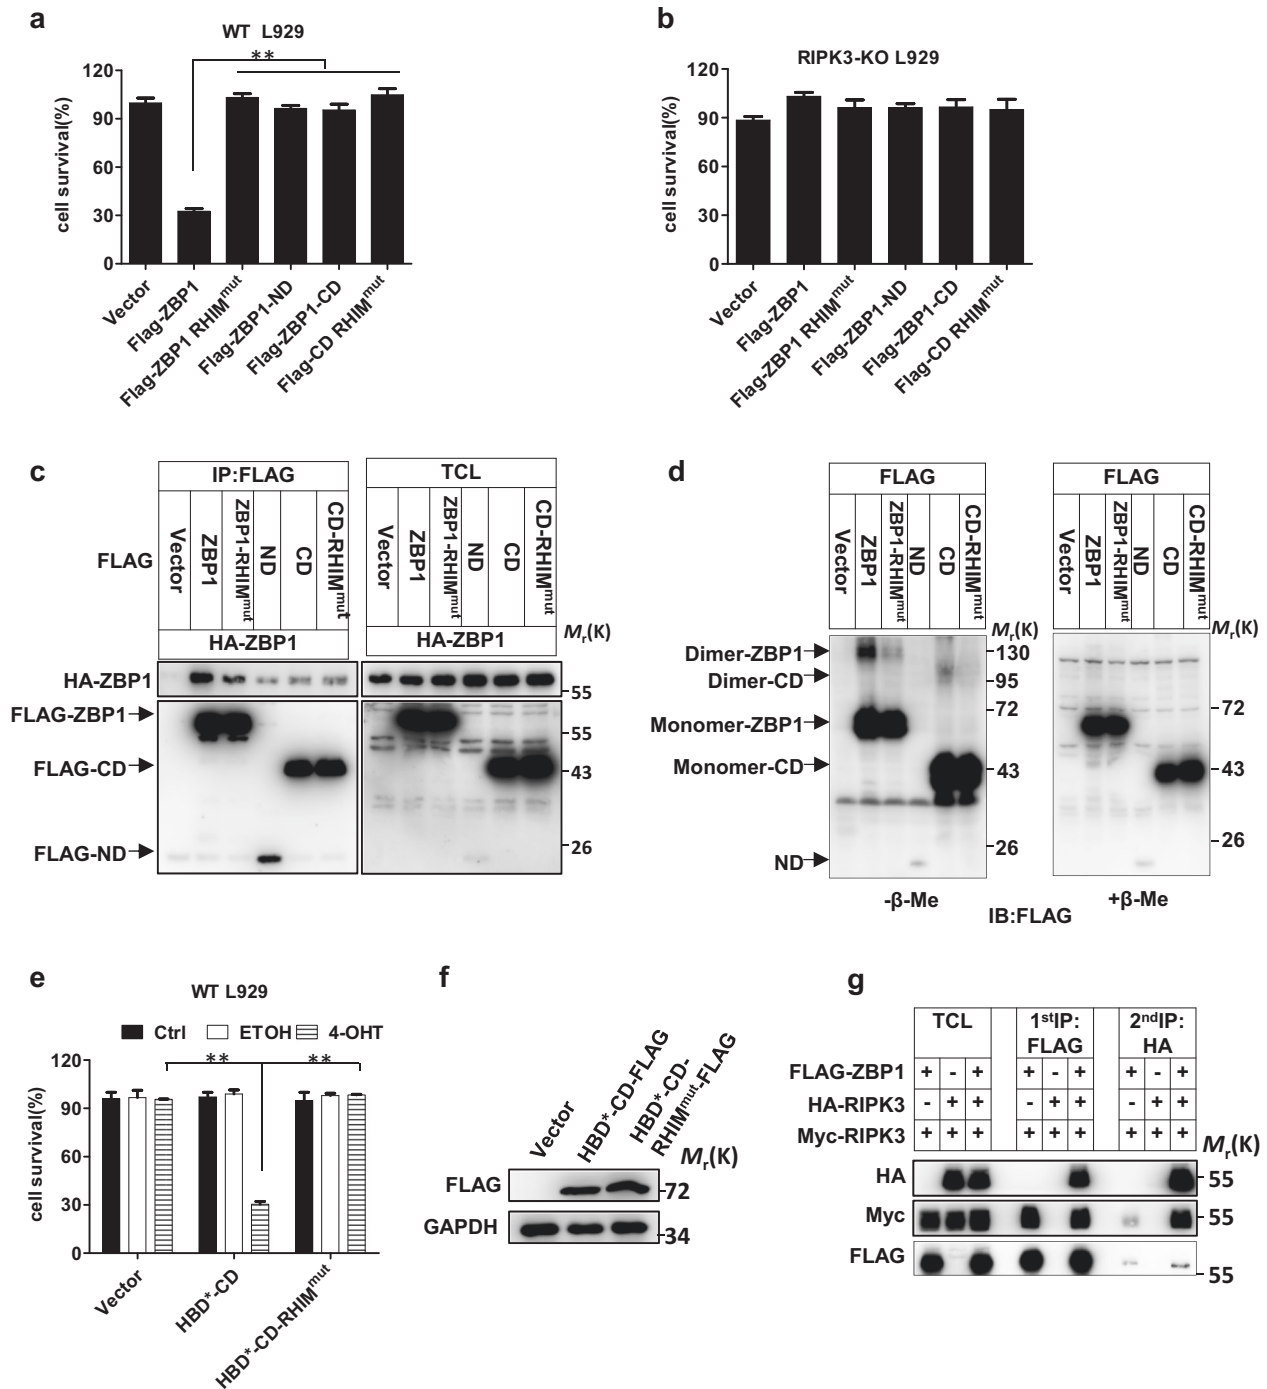 a
WT L929
**
120
90
60
30
0
cell survival(%)
Vector
Flag-ZBP1
Flag-ZBP1 RHIMmut
Flag-ZBP1-ND
Flag-ZBP1-CD
Flag-CD RHIMmut
b
RIPK3-KO L929
120
90
60
30
0
cell survival(%)
Vector
Flag-ZBP1
Flag-ZBP1 RHIMmut
Flag-ZBP1-ND
Flag-ZBP1-CD
Flag-CD RHIMmut
c
IP:FLAG
TCL
FLAG
Vector
ZBP1
ZBP1-RHIMmut
ND
CD
CD-RHIMmut
Vector
ZBP1
ZBP1-RHIMmut
ND
CD
CD-RHIMmut
HA-ZBP1
HA-ZBP1
Mr(K)
HA-ZBP1
55
FLAG-ZBP1
55
FLAG-CD
43
FLAG-ND
26
d
FLAG
FLAG
Vector
ZBP1
ZBP1-RHIMmut
ND
CD
CD-RHIMmut
Vector
ZBP1
ZBP1-RHIMmut
ND
CD
CD-RHIMmut
Mr(K)
Mr(K)
Dimer-ZBP1
130
Dimer-CD
95
72
72
Monomer-ZBP1
Monomer-CD
43
43
26
26
ND
-β-Me
+β-Me
IB:FLAG
e
WT L929
Ctrl
ETOH
4-OHT
** **
120
90
60
30
0
cell survival(%)
Vector
HBD*-CD
HBD*-CD-RHIMmut
f
Vector
HBD*-CD-FLAG
HBD*-CD-
RHIMmut-FLAG
Mr(K)
FLAG
72
GAPDH
34
g
TCL
1stIP:
FLAG
2ndIP:
HA
FLAG-ZBP1 + - + + - + + - +
HA-RIPK3 - + + - + + - + +
Myc-RIPK3 + + + + + + + + +
Mr(K)
HA
55
Myc
55
FLAG
55